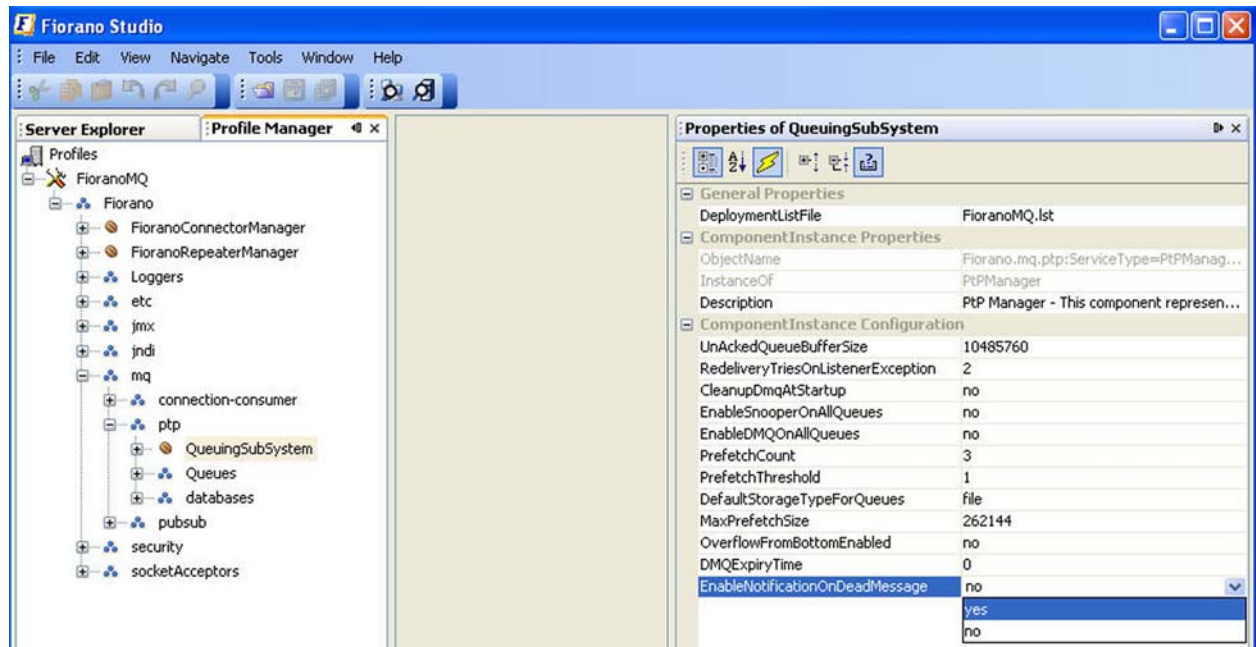 Fiorano Studio
File Edit View Navigate Tools Window Help
Server Explorer
Profile Manager
Profiles
FioranoMQ
Fiorano
FioranoConnectorManager
FioranoRepeaterManager
Loggers
etc
jmx
jndi
mq
connection-consumer
ptp
QueuingSubSystem
Queues
databases
pubsub
security
socketAcceptors
Properties of QueuingSubSystem
General Properties
DeploymentListFile FioranoMQ.lst
ComponentInstance Properties
ObjectName Fiorano.mq.ptp:ServiceType=PtPManag...
InstanceOf PtPManager
Description PtP Manager - This component represen...
ComponentInstance Configuration
UnAckedQueueBufferSize 10485760
RedeliveryTriesOnListenerException 2
CleanupDmqAtStartup no
EnableSnooperOnAllQueues no
EnableDMQOnAllQueues no
PrefetchCount 3
PrefetchThreshold 1
DefaultStorageTypeForQueues file
MaxPrefetchSize 262144
OverflowFromBottomEnabled no
DMQExpiryTime 0
EnableNotificationOnDeadMessage no
yes
no